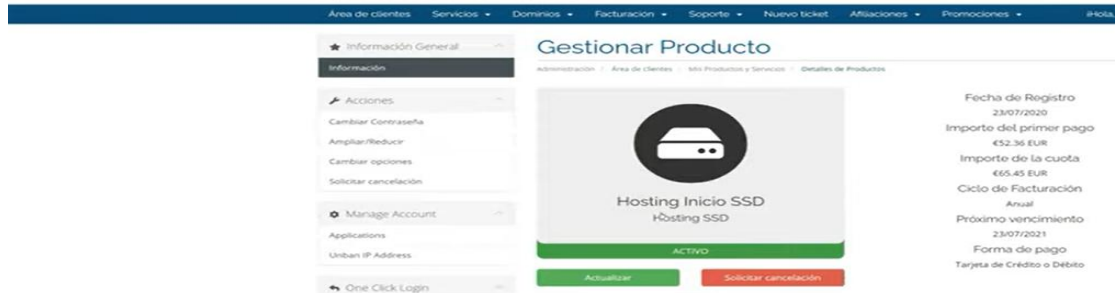 Área de clientes Servicios Dominios Facturación Soporte Nuevo ticket Afiliaciones Promociones ¡Hola,
Información General
Información
Acciones
Cambiar Contraseña
Ampliar/Reducir
Cambiar opciones
Solicitar cancelación
Manage Account
Applications
Unban IP Address
One Click Login
Gestionar Producto
Administración / Área de clientes / Mis Productos y Servicios / Detalles de Productos
Hosting Inicio SSD
Hosting SSD
ACTIVO
Actualizar Solicitar cancelación
Fecha de Registro
23/07/2020
Importe del primer pago
€52.36 EUR
Importe de la cuota
€65.45 EUR
Ciclo de Facturación
Anual
Próximo vencimiento
23/07/2021
Forma de pago
Tarjeta de Crédito o Débito